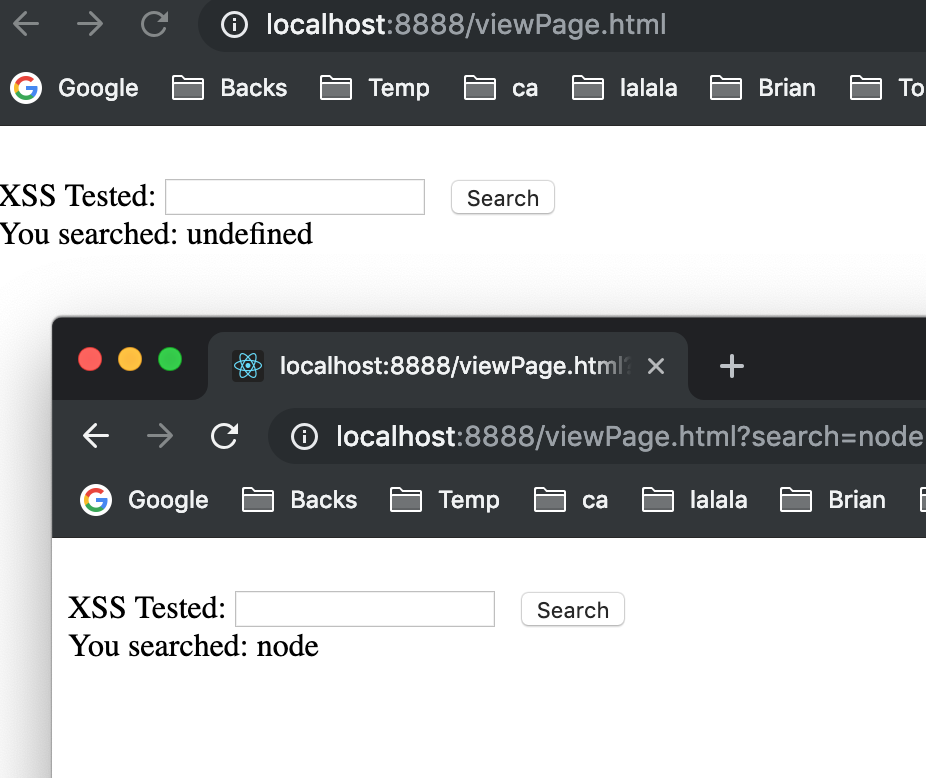 localhost:8888/viewPage.html
Google Backs Temp ca lalala Brian To
XSS Tested: Search
You searched: undefined
localhost:8888/viewPage.html?
localhost:8888/viewPage.html?search=node
Google Backs Temp ca lalala Brian
XSS Tested: Search
You searched: node